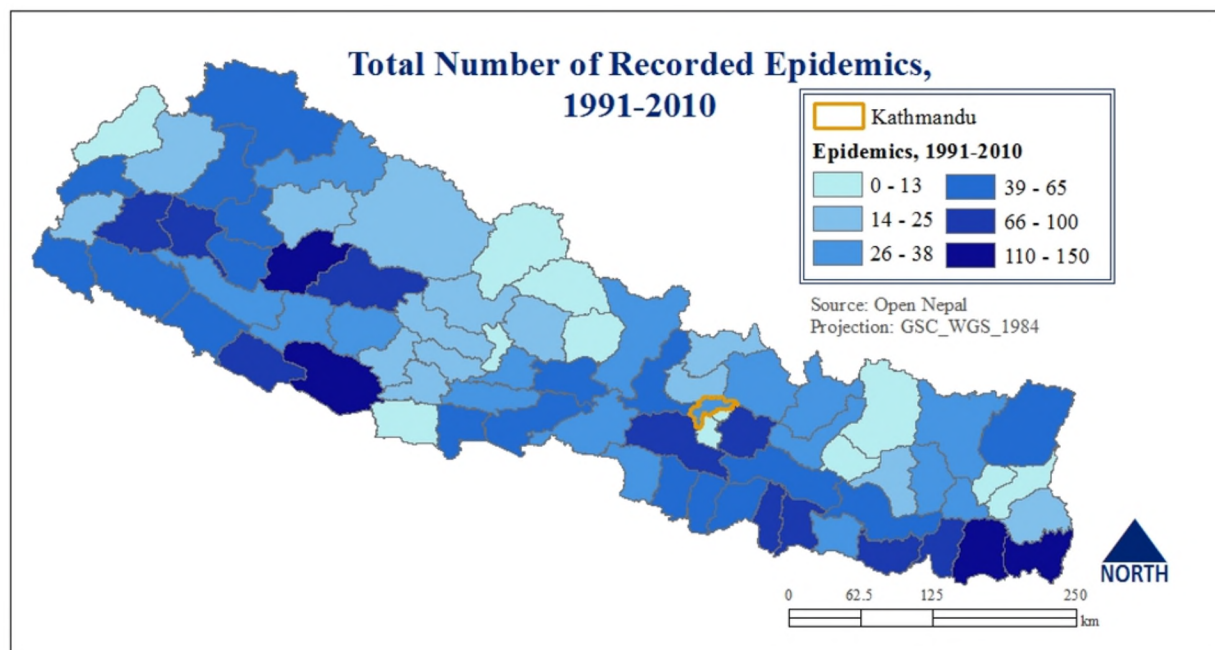 Total Number of Recorded Epidemics,
1991-2010
Kathmandu
Epidemics, 1991-2010
0 - 13
39 - 65
14 - 25
66 - 100
26 - 38
110 - 150
Source: Open Nepal
Projection: GSC_WGS_1984
NORTH
0 62.5 125 250
km